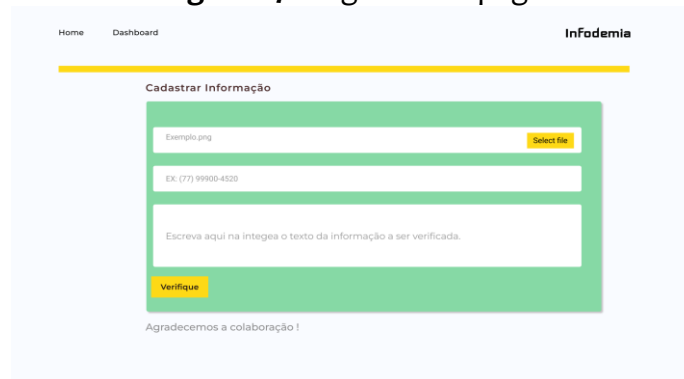 Home Dashboard Infodemia
Cadastrar Informação
Exemplo.png Select file
EX: (77) 99900-4520
Escreva aqui na integea o texto da informação a ser verificada.
Verifique
Agradecemos a colaboração !